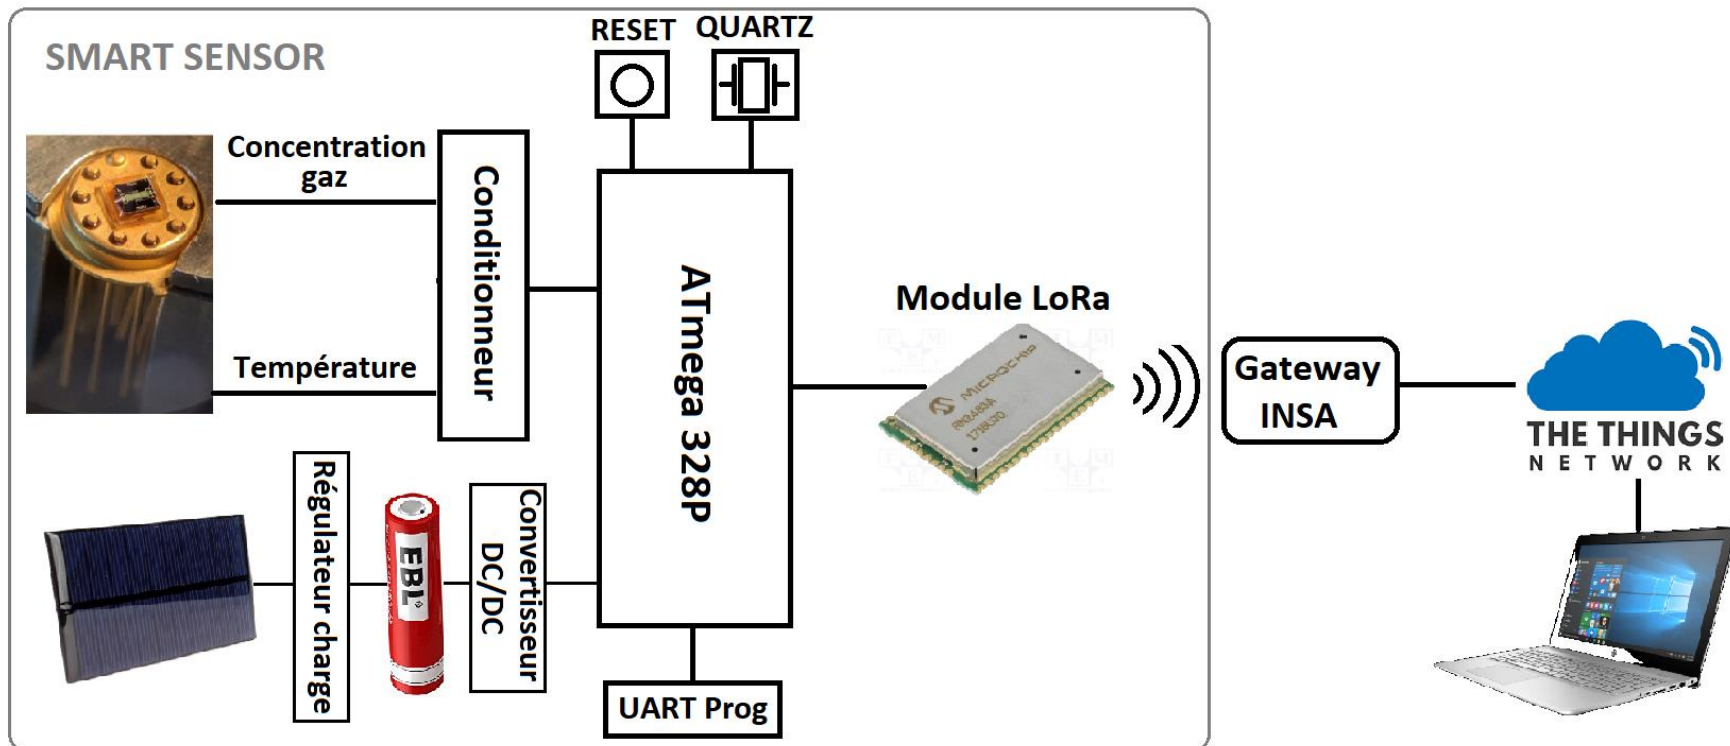 SMART SENSOR
RESET
QUARTZ
Concentration
gaz
Température
Conditionneur
ATmega 328P
Module LoRa
MICROCHIP
Gateway
INSA
THE THINGS
NETWORK
Régulateur charge
EBL
Convertisseur
DC/DC
UART Prog